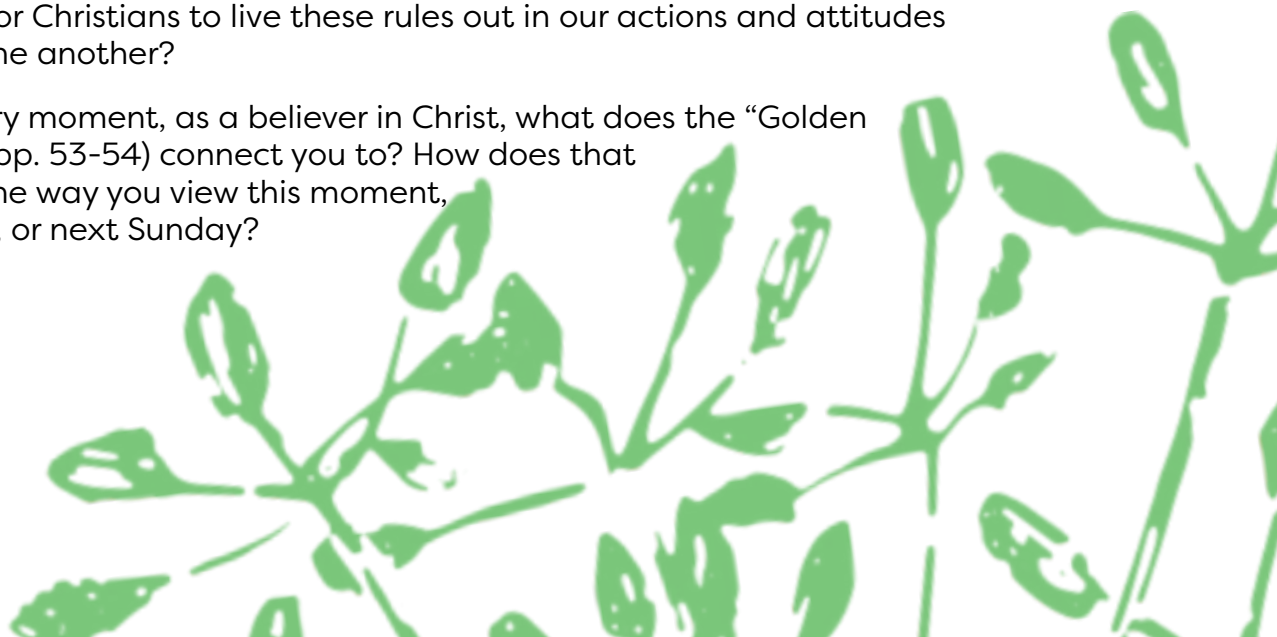 or Christians to live these rules out in our actions and attitudes
ne another?
ry moment, as a believer in Christ, what does the “Golden
pp. 53-54) connect you to? How does that
he way you view this moment,
or next Sunday?